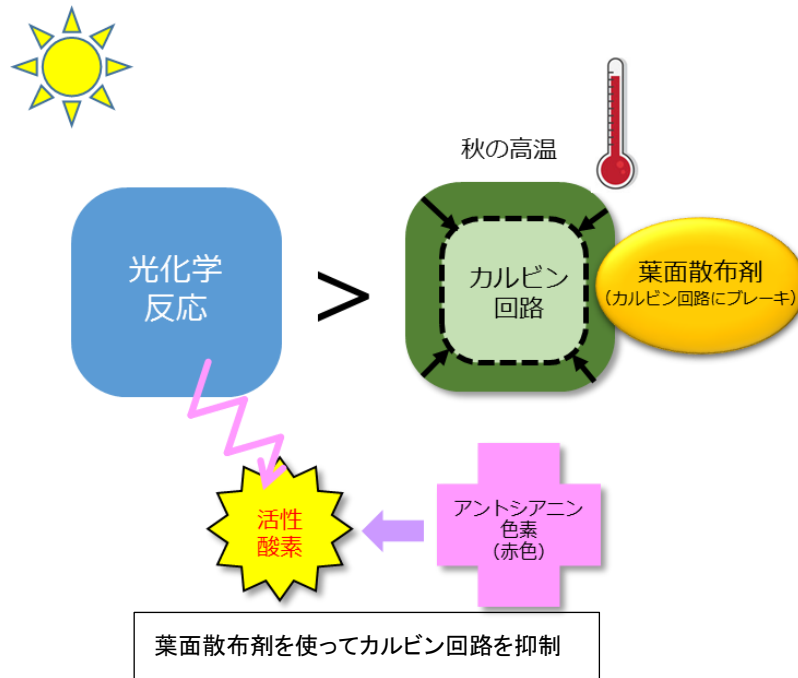 秋の高温
光化学
反応
>
カルビン
回路
葉面散布剤
(カルビン回路にブレーキ)
活性
酸素
アントシアニン
色素
(赤色)
葉面散布剤を使ってカルビン回路を抑制